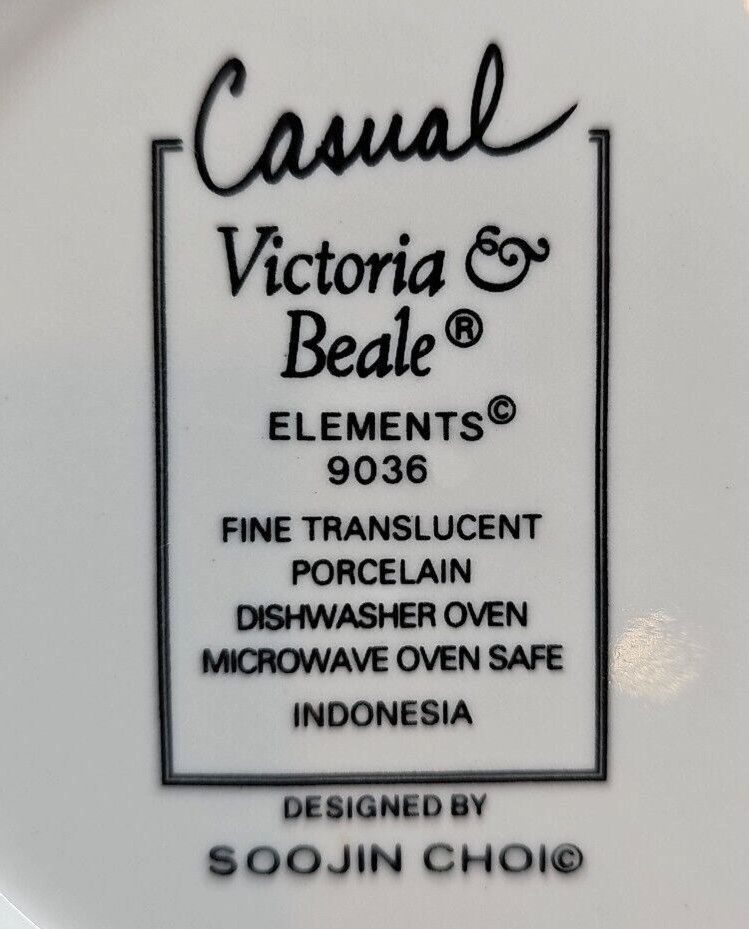 Casual
Victoria &
Beale®
ELEMENTS©
9036
FINE TRANSLUCENT
PORCELAIN
DISHWASHER OVEN
MICROWAVE OVEN SAFE
INDONESIA
DESIGNED BY
SOOJIN CHOI©